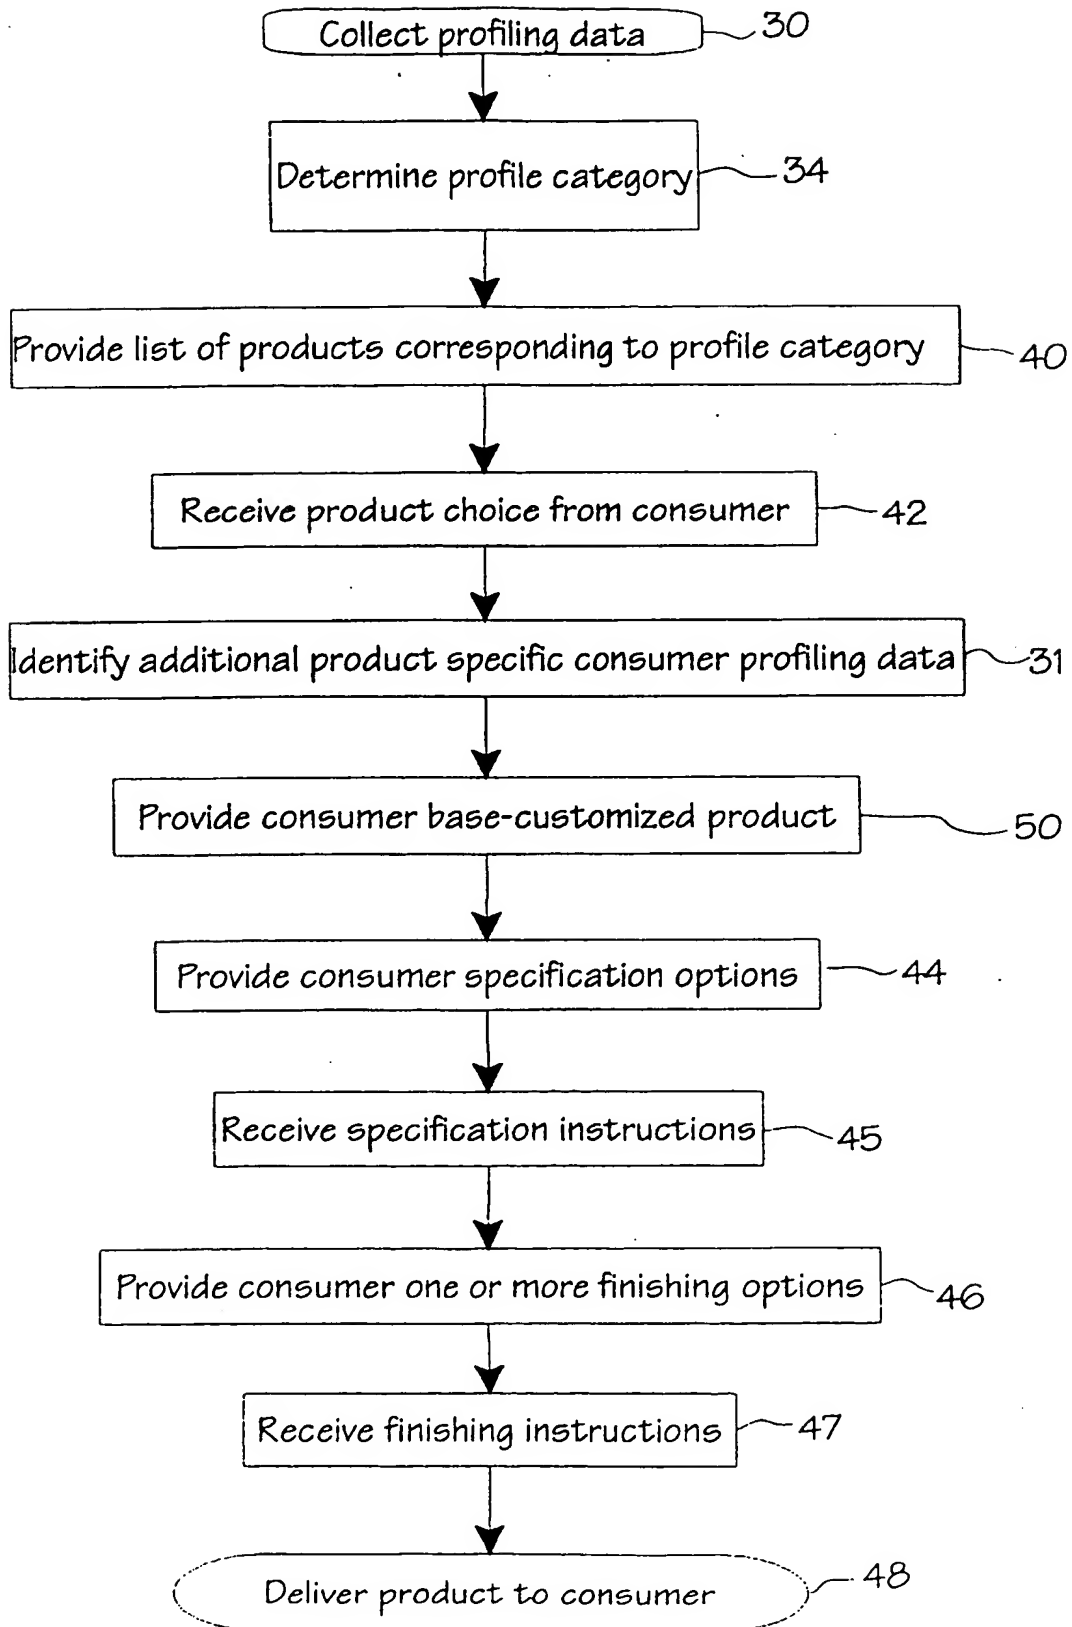 Collect profiling data 30
Determine profile category 34
Provide list of products corresponding to profile category 40
Receive product choice from consumer 42
Identify additional product specific consumer profiling data 31
Provide consumer base-customized product 50
Provide consumer specification options 44
Receive specification instructions 45
Provide consumer one or more finishing options 46
Receive finishing instructions 47
Deliver product to consumer 48